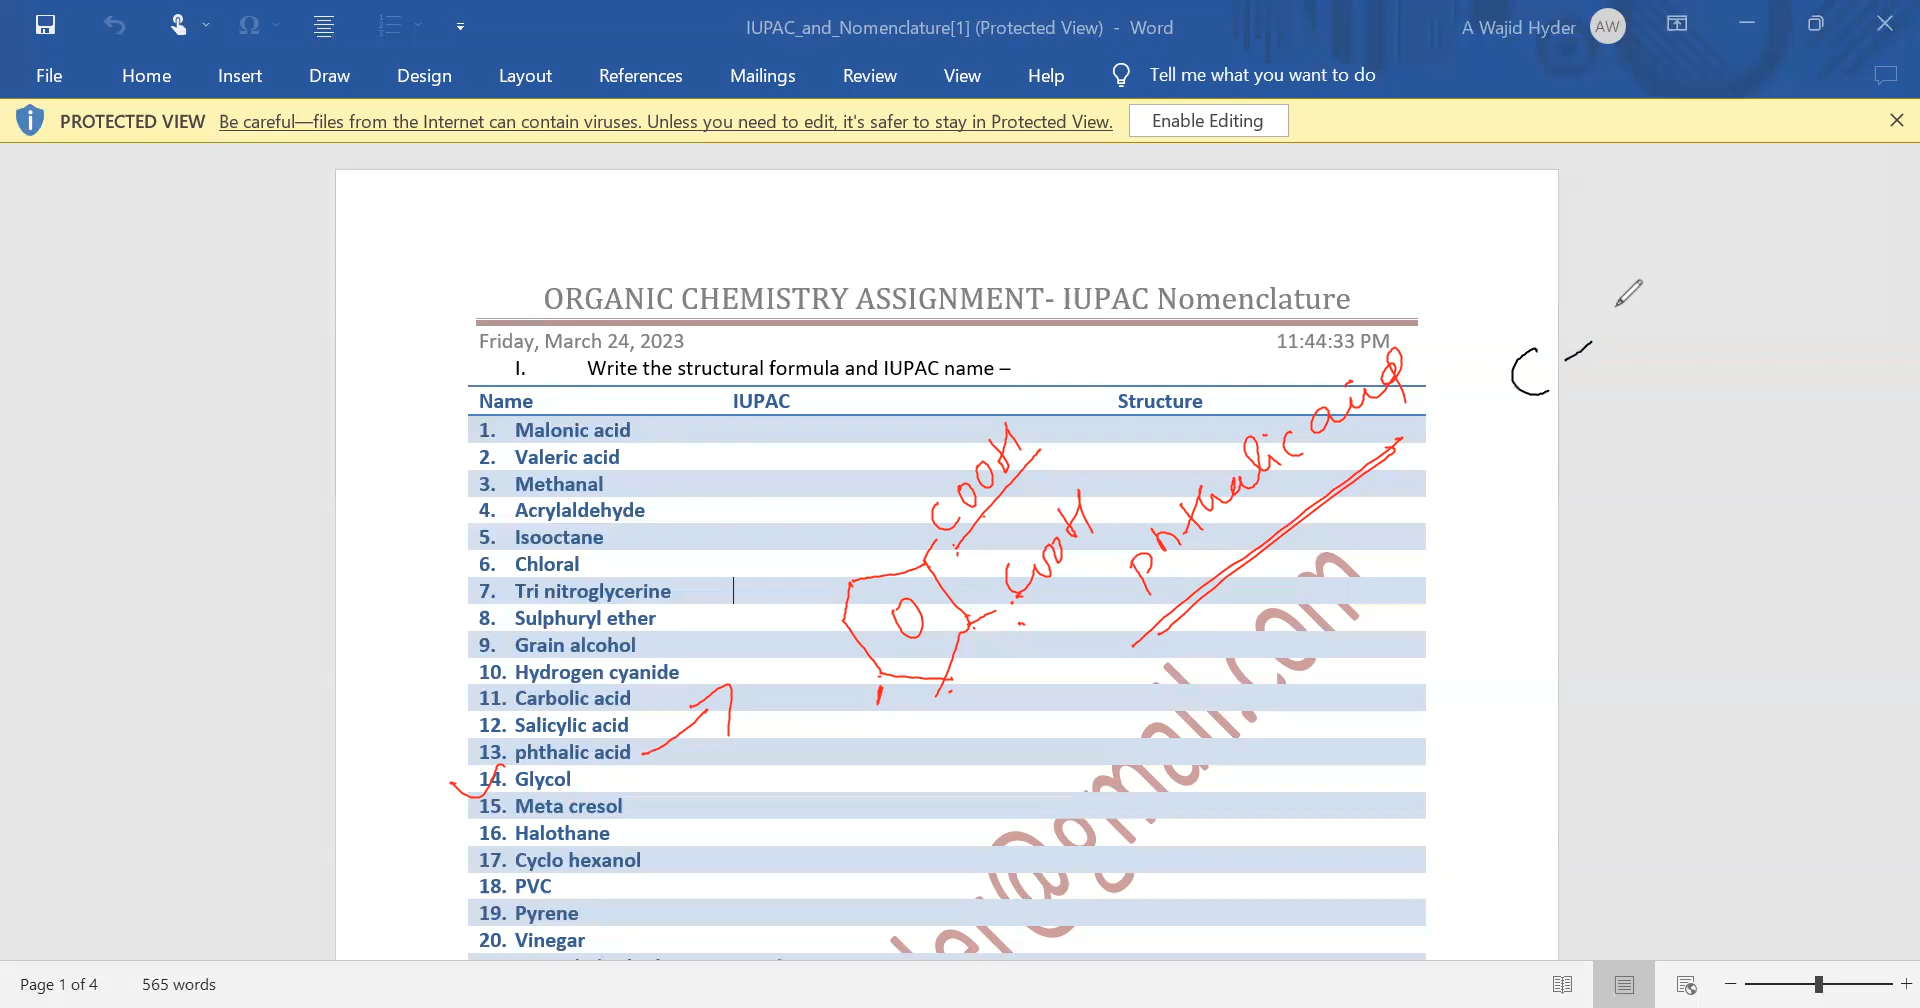 IUPAC_and_Nomenclature[1] (Protected View) - Word
A Wajid Hyder AW
File Home Insert Draw Design Layout References Mailings Review View Help Tell me what you want to do
PROTECTED VIEW Be careful—files from the Internet can contain viruses. Unless you need to edit, it's safer to stay in Protected View. Enable Editing
ORGANIC CHEMISTRY ASSIGNMENT- IUPAC Nomenclature
Friday, March 24, 2023 11:44:33 PM
I. Write the structural formula and IUPAC name –
C -
Name IUPAC Structure
1. Malonic acid
2. Valeric acid
3. Methanal
4. Acrylaldehyde
5. Isooctane
6. Chloral
7. Tri nitroglycerine
8. Sulphuryl ether
9. Grain alcohol
10. Hydrogen cyanide
11. Carbolic acid
12. Salicylic acid
13. phthalic acid
14. Glycol
15. Meta cresol
16. Halothane
17. Cyclo hexanol
18. PVC
19. Pyrene
20. Vinegar
COOH
COOH
Phthalic acid
@gmail.com
Page 1 of 4 565 words